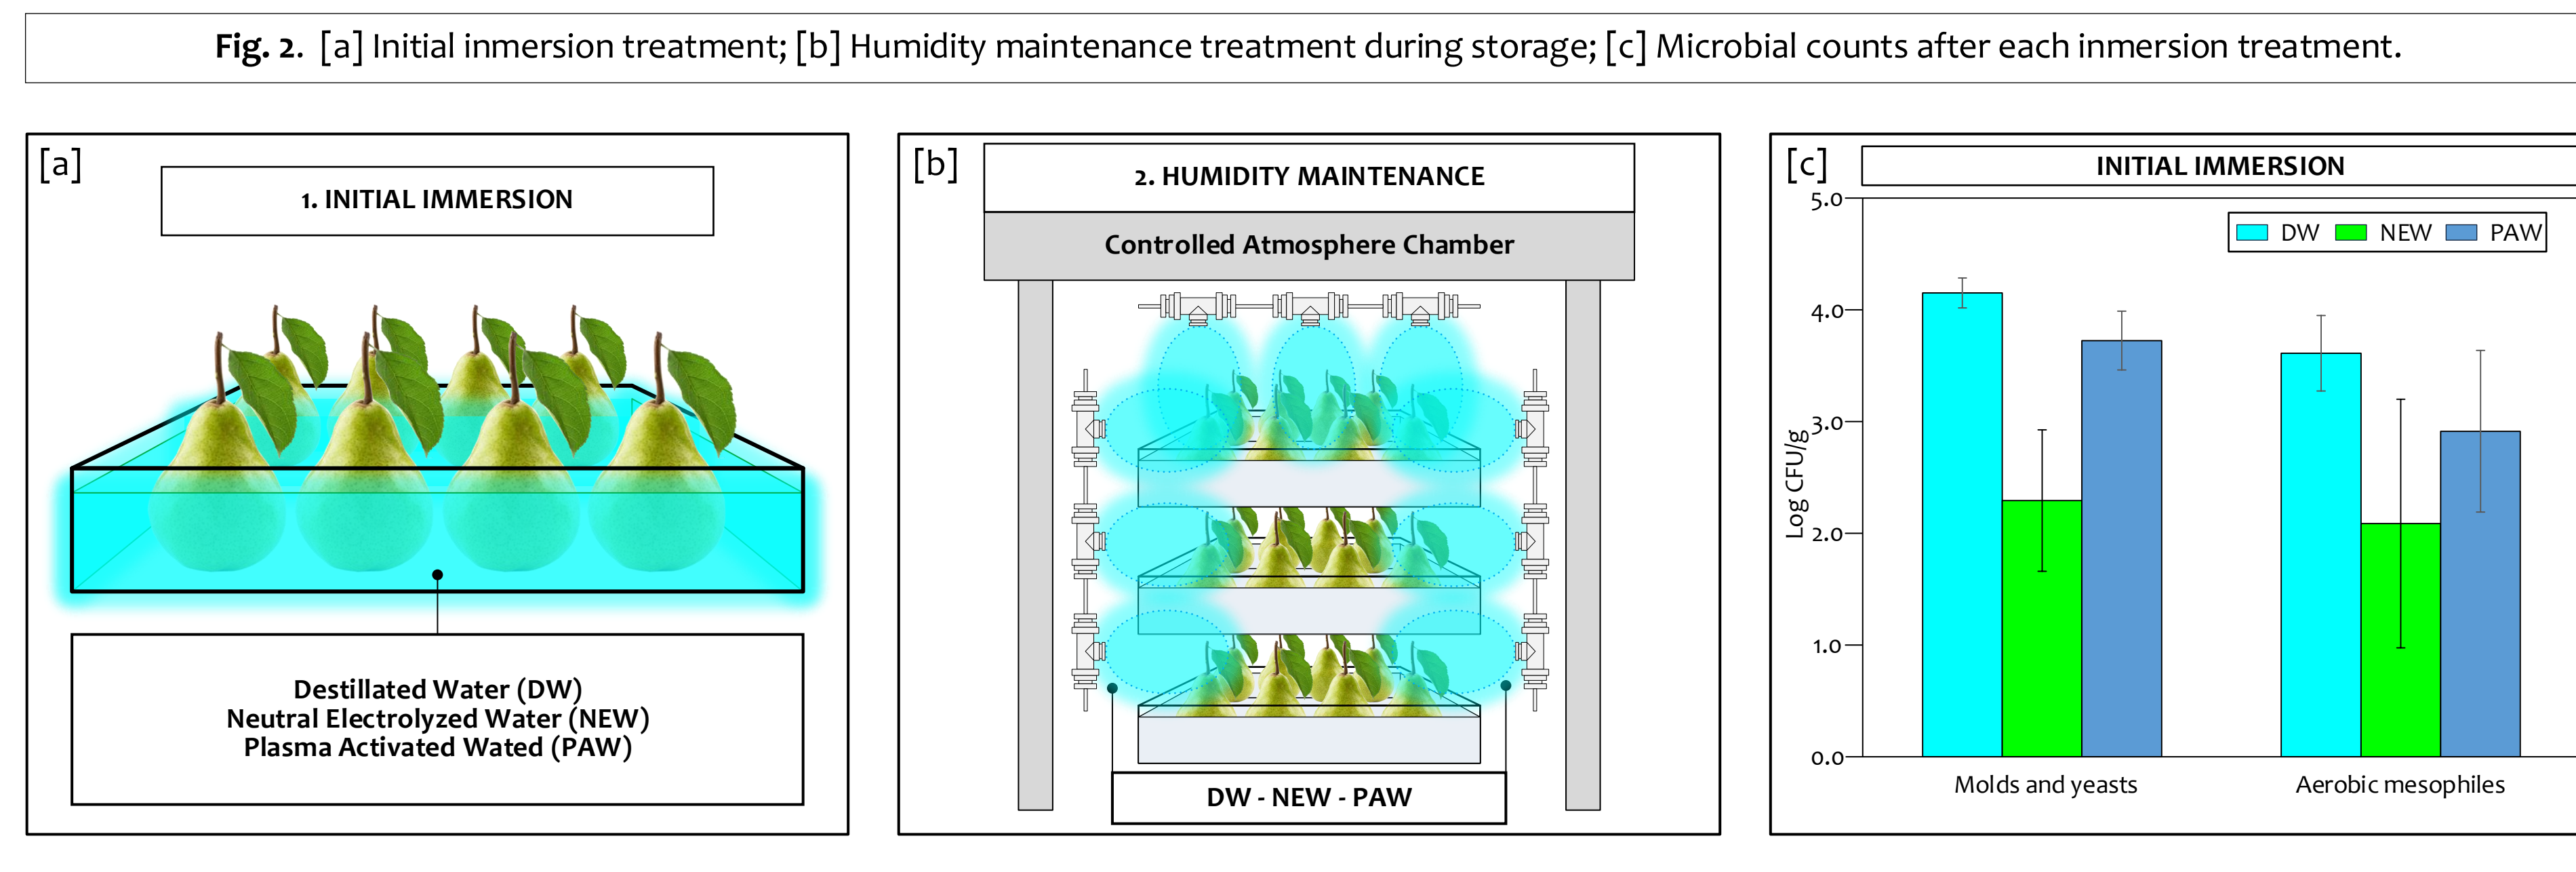 Fig. 2. [a] Initial inmersion treatment; [b] Humidity maintenance treatment during storage; [c] Microbial counts after each inmersion treatment.
[a]
1. INITIAL IMMERSION
Destillated Water (DW)
Neutral Electrolyzed Water (NEW)
Plasma Activated Wated (PAW)
[b]
2. HUMIDITY MAINTENANCE
Controlled Atmosphere Chamber
DW - NEW - PAW
[c]
INITIAL IMMERSION
DW NEW PAW
Log CFU/g
5.0
4.0
3.0
2.0
1.0
0.0
Molds and yeasts
Aerobic mesophiles